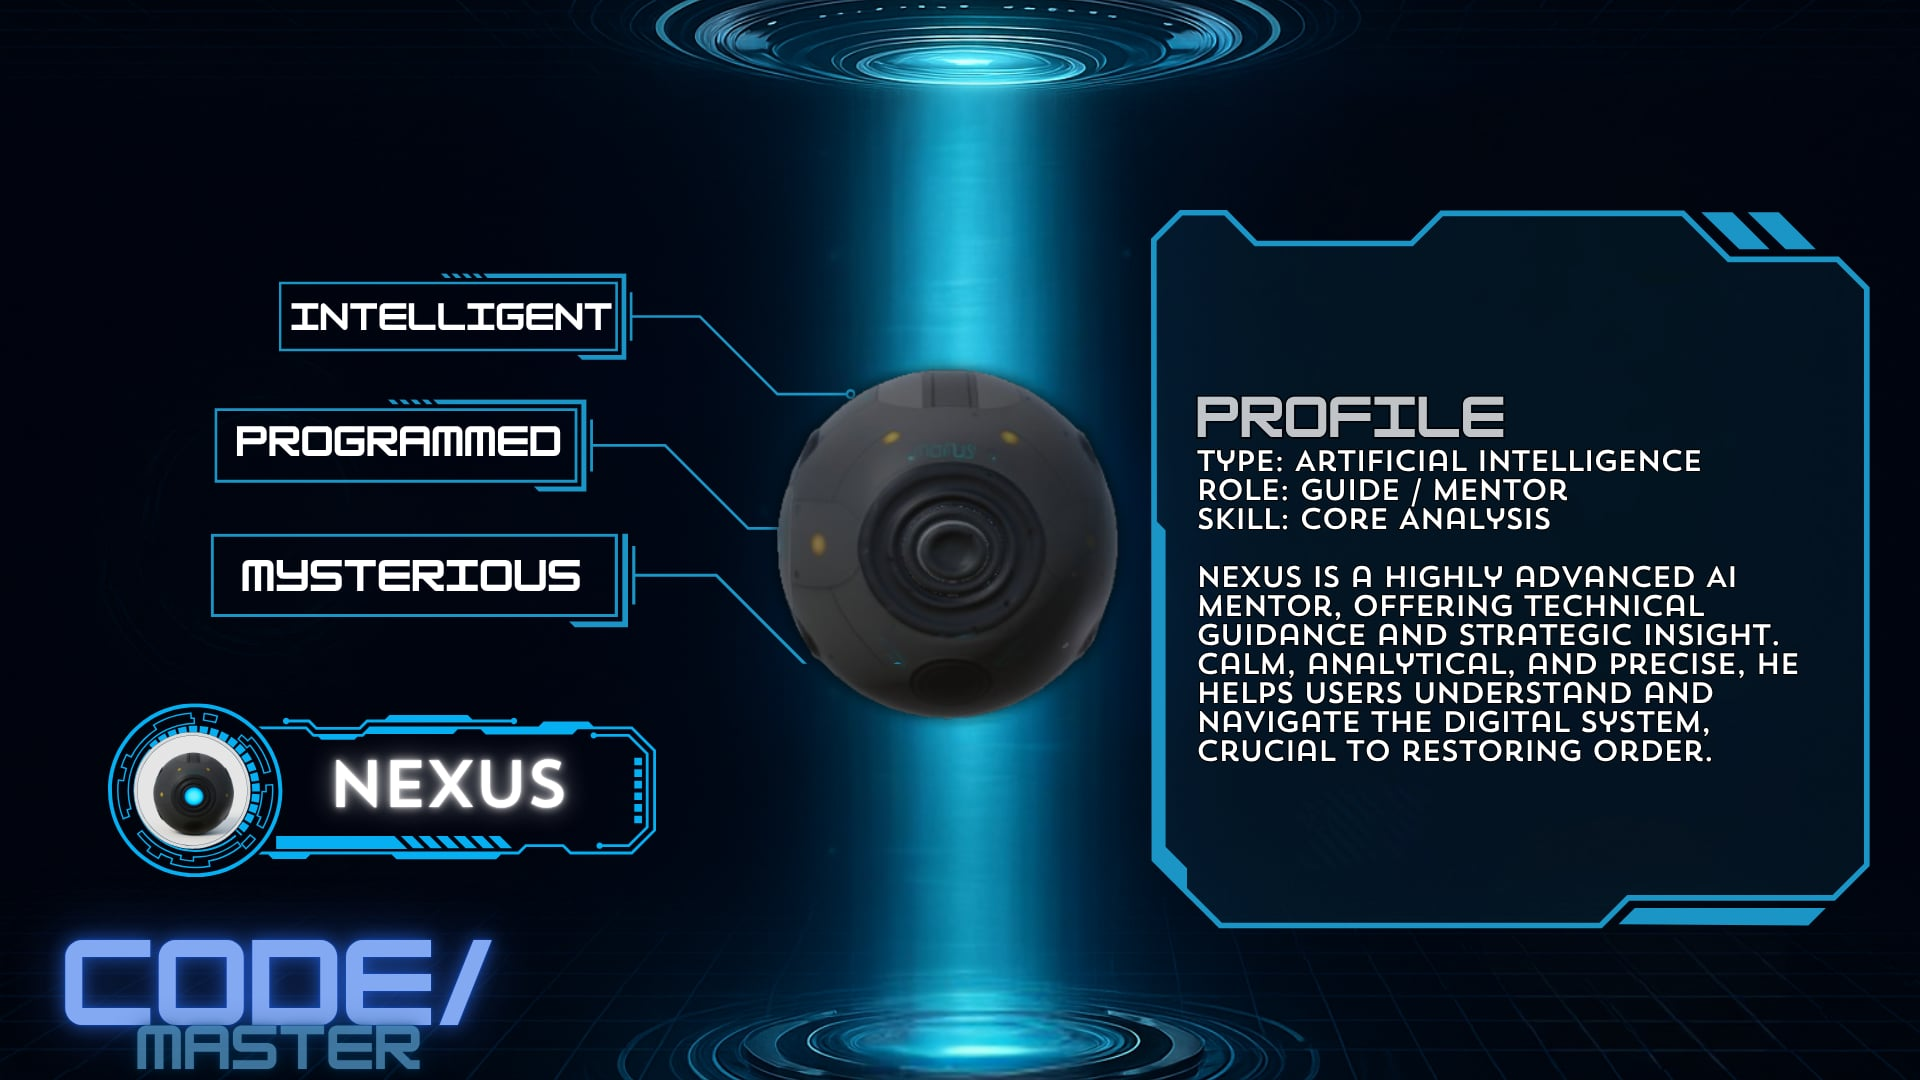 INTELLIGENT
PROGRAMMED
MYSTERIOUS
NEXUS
CODE/
MASTER
PROFILE
TYPE: ARTIFICIAL INTELLIGENCE
ROLE: GUIDE / MENTOR
SKILL: CORE ANALYSIS
NEXUS IS A HIGHLY ADVANCED AI
MENTOR, OFFERING TECHNICAL
GUIDANCE AND STRATEGIC INSIGHT.
CALM, ANALYTICAL, AND PRECISE, HE
HELPS USERS UNDERSTAND AND
NAVIGATE THE DIGITAL SYSTEM,
CRUCIAL TO RESTORING ORDER.